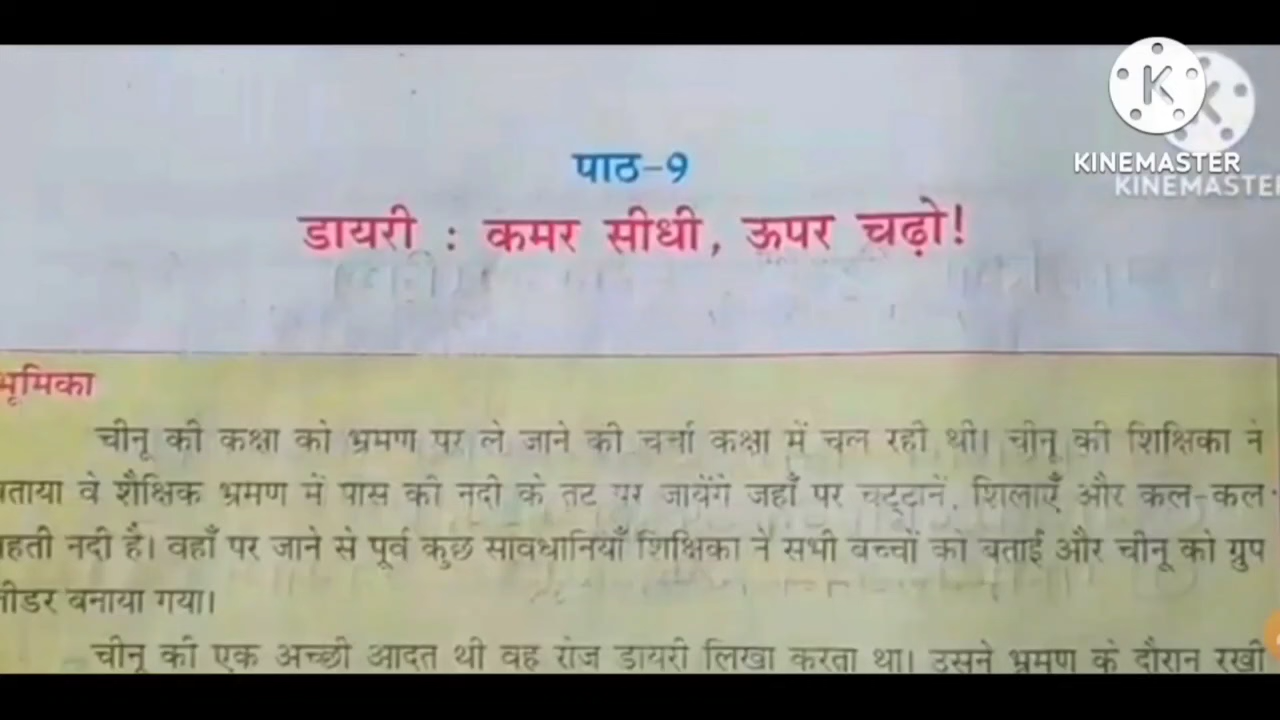 KINEMASTER
KINEMASTER
पाठ-9
डायरी : कमर सीधी, ऊपर चढ़ो!
भूमिका
चीनू की कक्षा को भ्रमण पर ले जाने की चर्चा कक्षा में चल रही थी। चीनू की शिक्षिका ने
बताया वे शैक्षिक भ्रमण में पास की नदी के तट पर जायेंगे जहाँ पर चट्टानें, शिलाएँ और कल-कल
बहती नदी है। वहाँ पर जाने से पूर्व कुछ सावधानियाँ शिक्षिका ने सभी बच्चों को बताईं और चीनू को ग्रुप
लीडर बनाया गया।
चीनू की एक अच्छी आदत थी वह रोज डायरी लिखा करता था। उसने भ्रमण के दौरान रखी